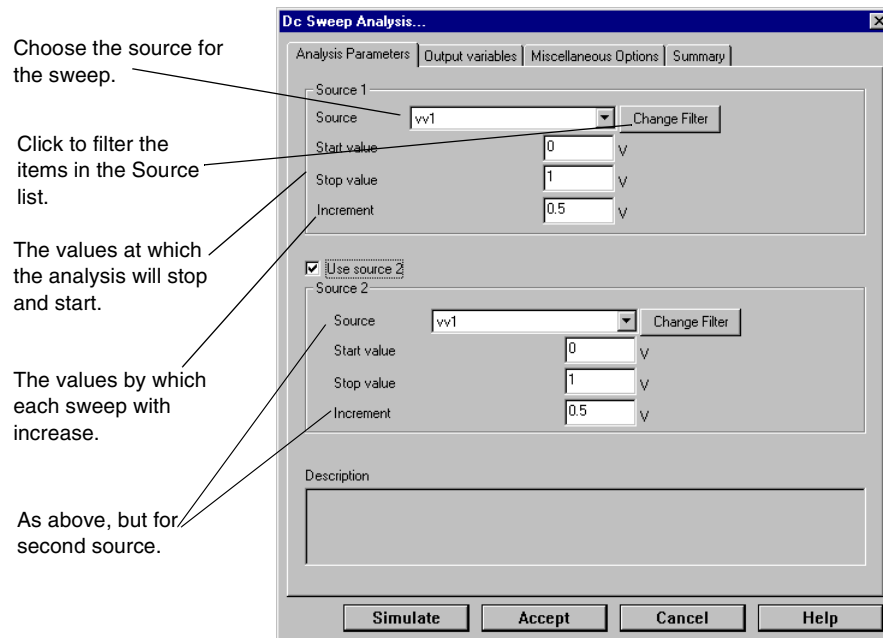 Dc Sweep Analysis...
Choose the source for
the sweep.
Click to filter the
items in the Source
list.
The values at which
the analysis will stop
and start.
The values by which
each sweep with
increase.
As above, but for
second source.
Analysis Parameters Output variables Miscellaneous Options Summary
Source 1
Source vv1 Change Filter
Start value 0 V
Stop value 1 V
Increment 0.5 V
Use source 2
Source 2
Source vv1 Change Filter
Start value 0 V
Stop value 1 V
Increment 0.5 V
Description
Simulate Accept Cancel Help